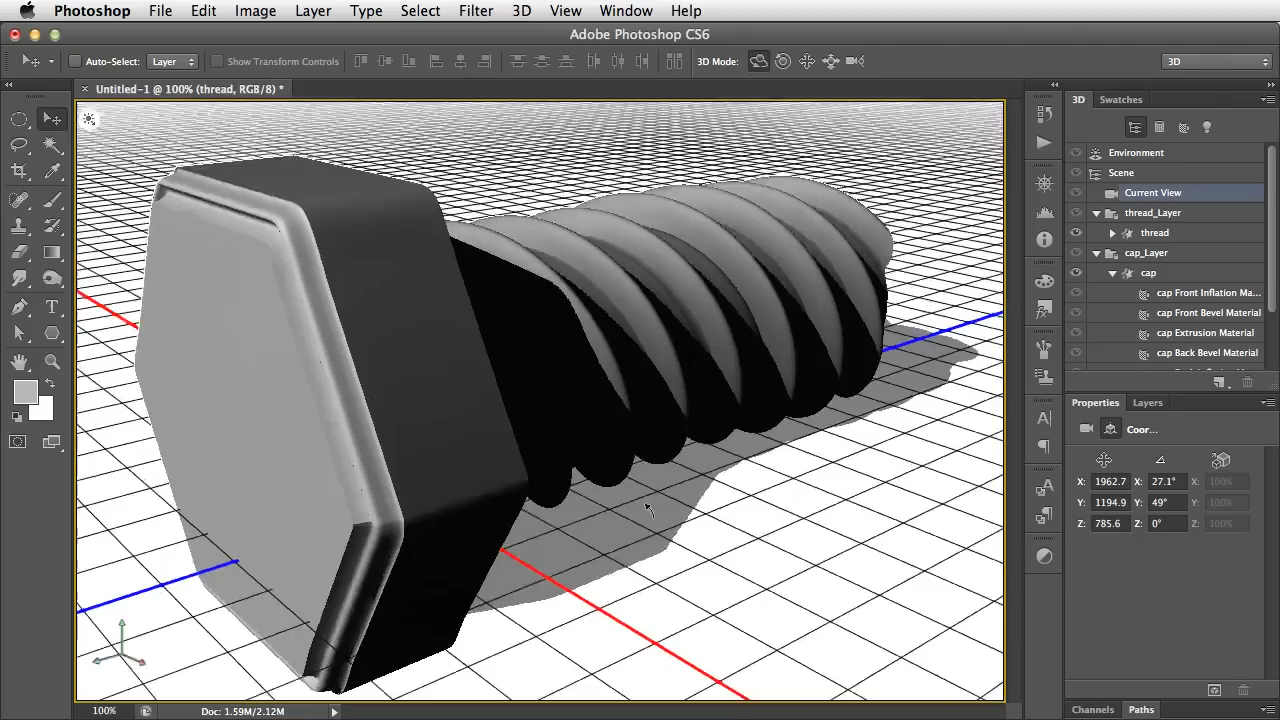 Photoshop File Edit Image Layer Type Select Filter 3D View Window Help
Adobe Photoshop CS6
Auto-Select: Layer Show Transform Controls 3D Mode: 3D
Untitled-1 @ 100% (thread, RGB/8) *
3D Swatches
Environment
Scene
Current View
thread_Layer
thread
cap_Layer
cap
cap Front Inflation Ma...
cap Front Bevel Material
cap Extrusion Material
cap Back Bevel Material
Properties Layers
Coor...
X: 1962.7 X: 27.1° X: 100%
Y: 1194.9 Y: 49° Y: 100%
Z: 785.6 Z: 0° Z: 100%
100% Doc: 1.59M/2.12M
Channels Paths